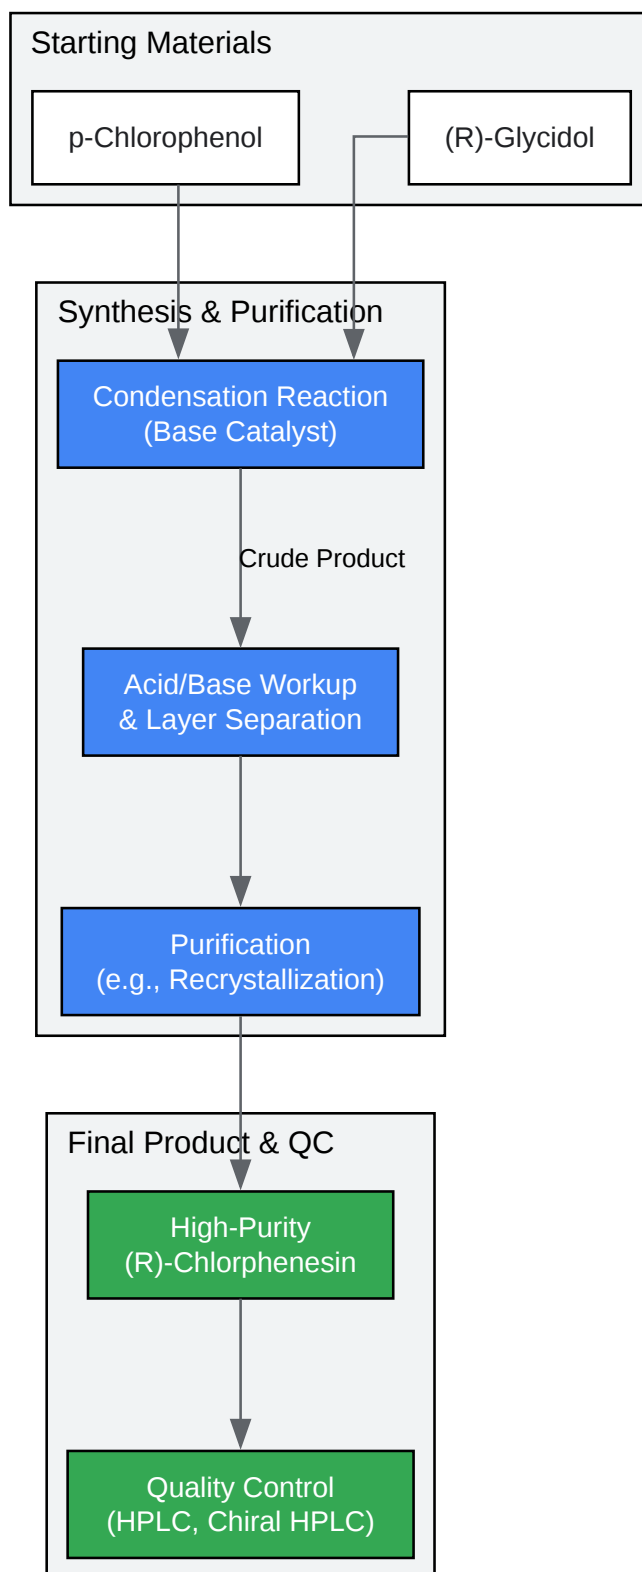 Starting Materials
p-Chlorophenol
(R)-Glycidol
Synthesis & Purification
Condensation Reaction
(Base Catalyst)
Crude Product
Acid/Base Workup
& Layer Separation
Purification
(e.g., Recrystallization)
Final Product & QC
High-Purity
(R)-Chlorphenesin
Quality Control
(HPLC, Chiral HPLC)